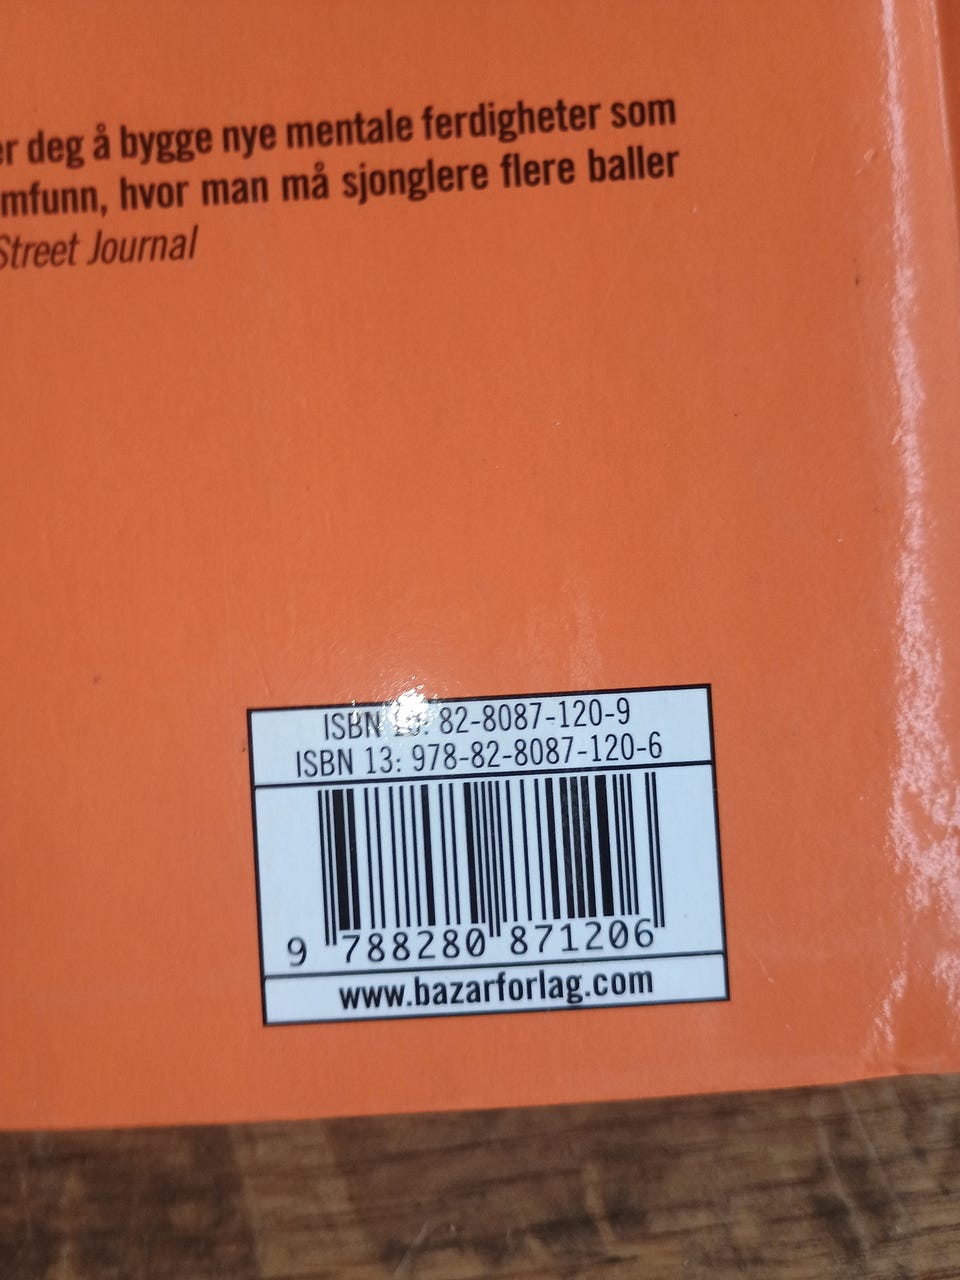 er deg å bygge nye mentale ferdigheter som
mfunn, hvor man må sjonglere flere baller
Street Journal
ISBN 10: 82-8087-120-9
ISBN 13: 978-82-8087-120-6
9 788280 871206
www.bazarforlag.com